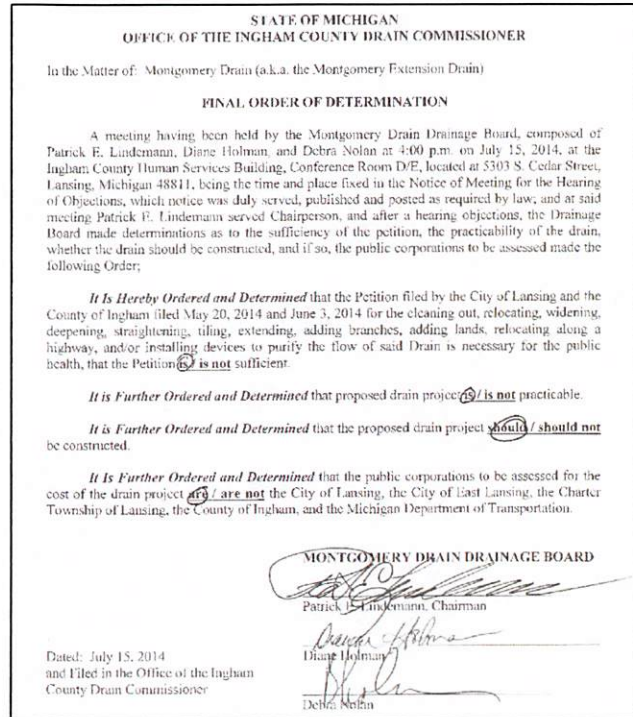 STATE OF MICHIGAN
OFFICE OF THE INGHAM COUNTY DRAIN COMMISSIONER
In the Matter of: Montgomery Drain (a.k.a. the Montgomery Extension Drain)
FINAL ORDER OF DETERMINATION
A meeting having been held by the Montgomery Drain Drainage Board, composed of
Patrick E. Lindemann, Diane Holman, and Debra Nolan at 4:00 p.m. on July 15, 2014, at the
Ingham County Human Services Building, Conference Room D/E, located at 5303 S. Cedar Street,
Lansing, Michigan 48811, being the time and place fixed in the Notice of Meeting for the Hearing
of Objections, which notice was duly served, published and posted as required by law; and at said
meeting Patrick E. Lindemann served Chairperson, and after a hearing objections, the Drainage
Board made determinations as to the sufficiency of the petition, the practicability of the drain,
whether the drain should be constructed, and if so, the public corporations to be assessed made the
following Order;
It Is Hereby Ordered and Determined that the Petition filed by the City of Lansing and the
County of Ingham filed May 20, 2014 and June 3, 2014 for the cleaning out, relocating, widening,
deepening, straightening, tiling, extending, adding branches, adding lands, relocating along a
highway, and/or installing devices to purify the flow of said Drain is necessary for the public
health, that the Petition is / is not sufficient.
It is Further Ordered and Determined that proposed drain project is / is not practicable.
It is Further Ordered and Determined that the proposed drain project should / should not
be constructed.
It Is Further Ordered and Determined that the public corporations to be assessed for the
cost of the drain project are / are not the City of Lansing, the City of East Lansing, the Charter
Township of Lansing, the County of Ingham, and the Michigan Department of Transportation.
MONTGOMERY DRAIN DRAINAGE BOARD
Patrick E. Lindemann, Chairman
Diane Holman
Diane Holman
Debra Nolan
Dated: July 15, 2014
and Filed in the Office of the Ingham
County Drain Commissioner